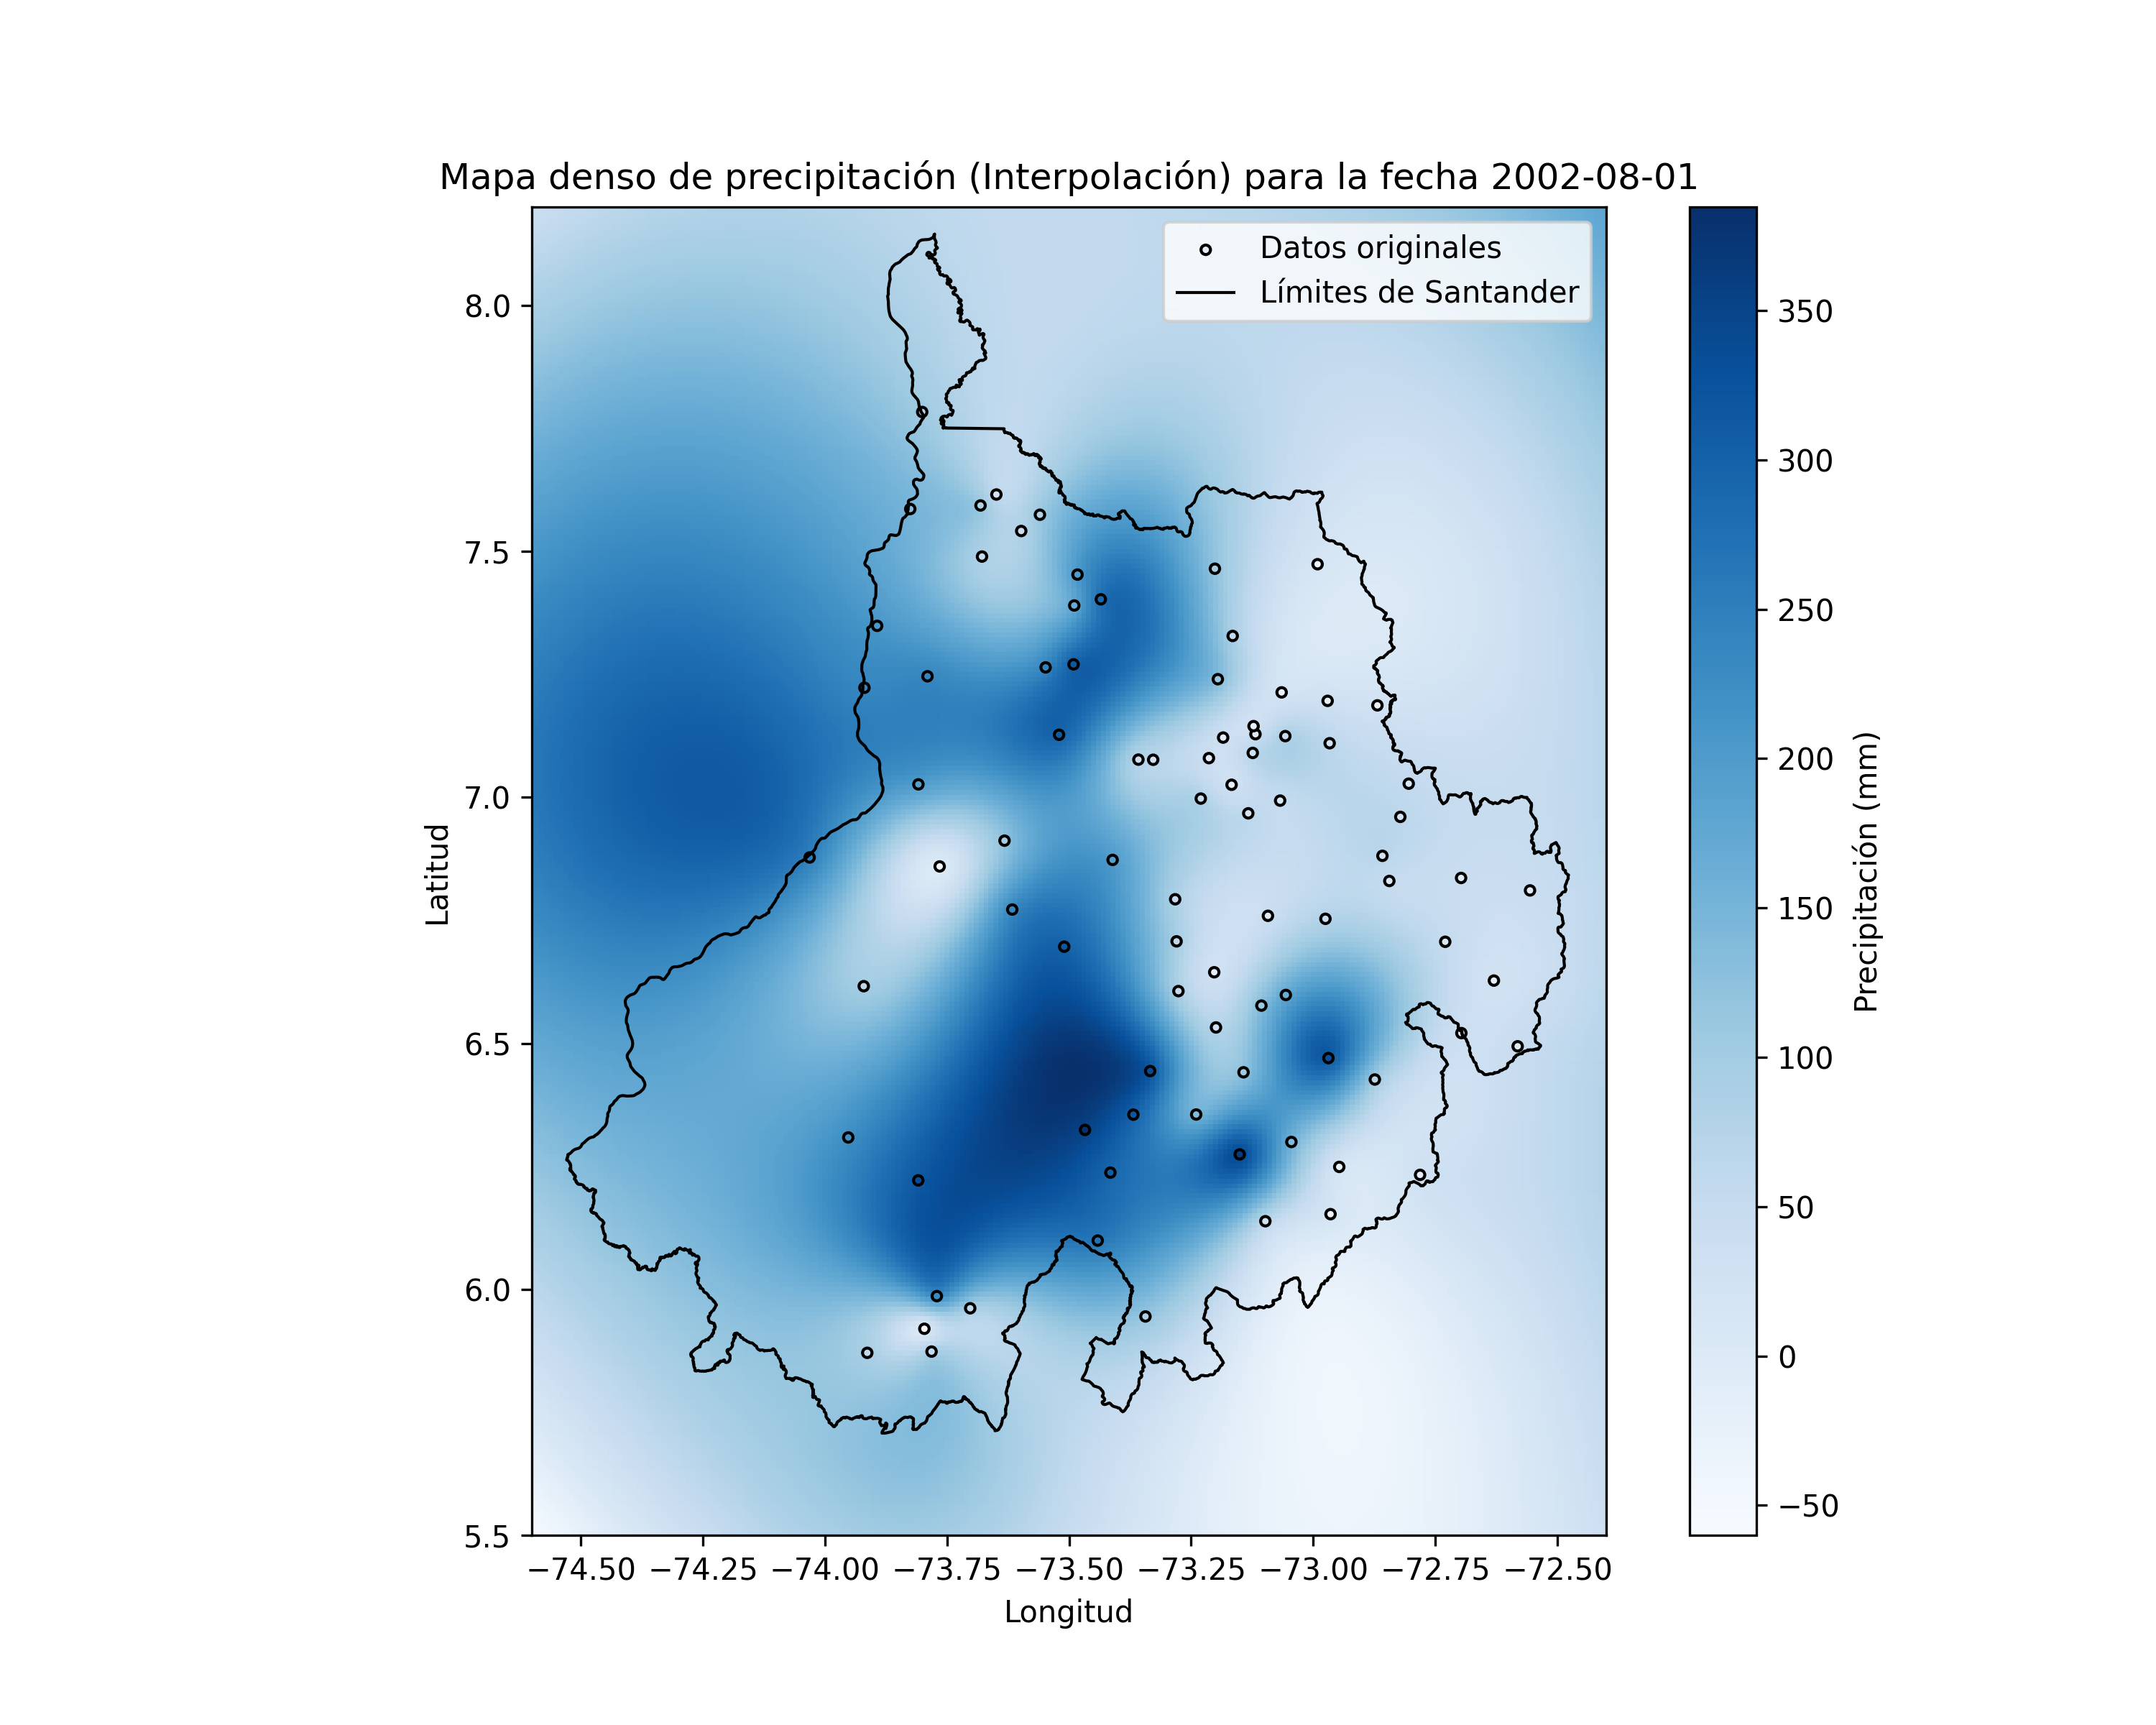 Mapa denso de precipitación (Interpolación) para la fecha 2002-08-01
Datos originales
Límites de Santander
8.0
7.5
7.0
6.5
6.0
5.5
Latitud
−74.50 −74.25 −74.00 −73.75 −73.50 −73.25 −73.00 −72.75 −72.50
Longitud
350
300
250
200
150
100
50
0
−50
Precipitación (mm)